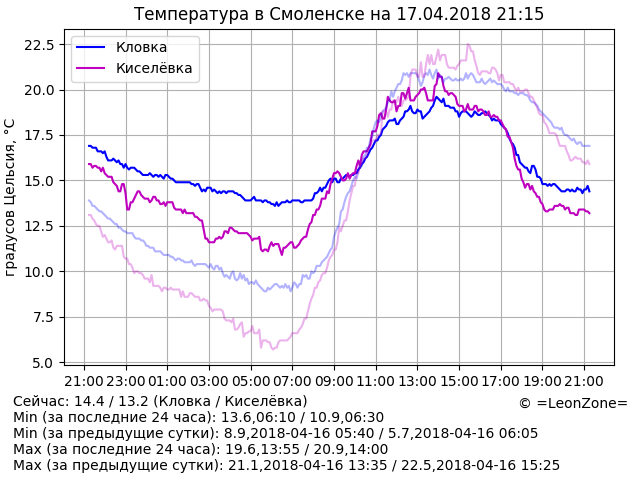 Температура в Смоленске на 17.04.2018 21:15
градусов Цельсия, °C
22.5
20.0
17.5
15.0
12.5
10.0
7.5
5.0
Кловка
Киселёвка
21:00 23:00 01:00 03:00 05:00 07:00 09:00 11:00 13:00 15:00 17:00 19:00 21:00
Сейчас: 14.4 / 13.2 (Кловка / Киселёвка)
© =LeonZone=
Min (за последние 24 часа): 13.6,06:10 / 10.9,06:30
Min (за предыдущие сутки): 8.9,2018-04-16 05:40 / 5.7,2018-04-16 06:05
Max (за последние 24 часа): 19.6,13:55 / 20.9,14:00
Max (за предыдущие сутки): 21.1,2018-04-16 13:35 / 22.5,2018-04-16 15:25